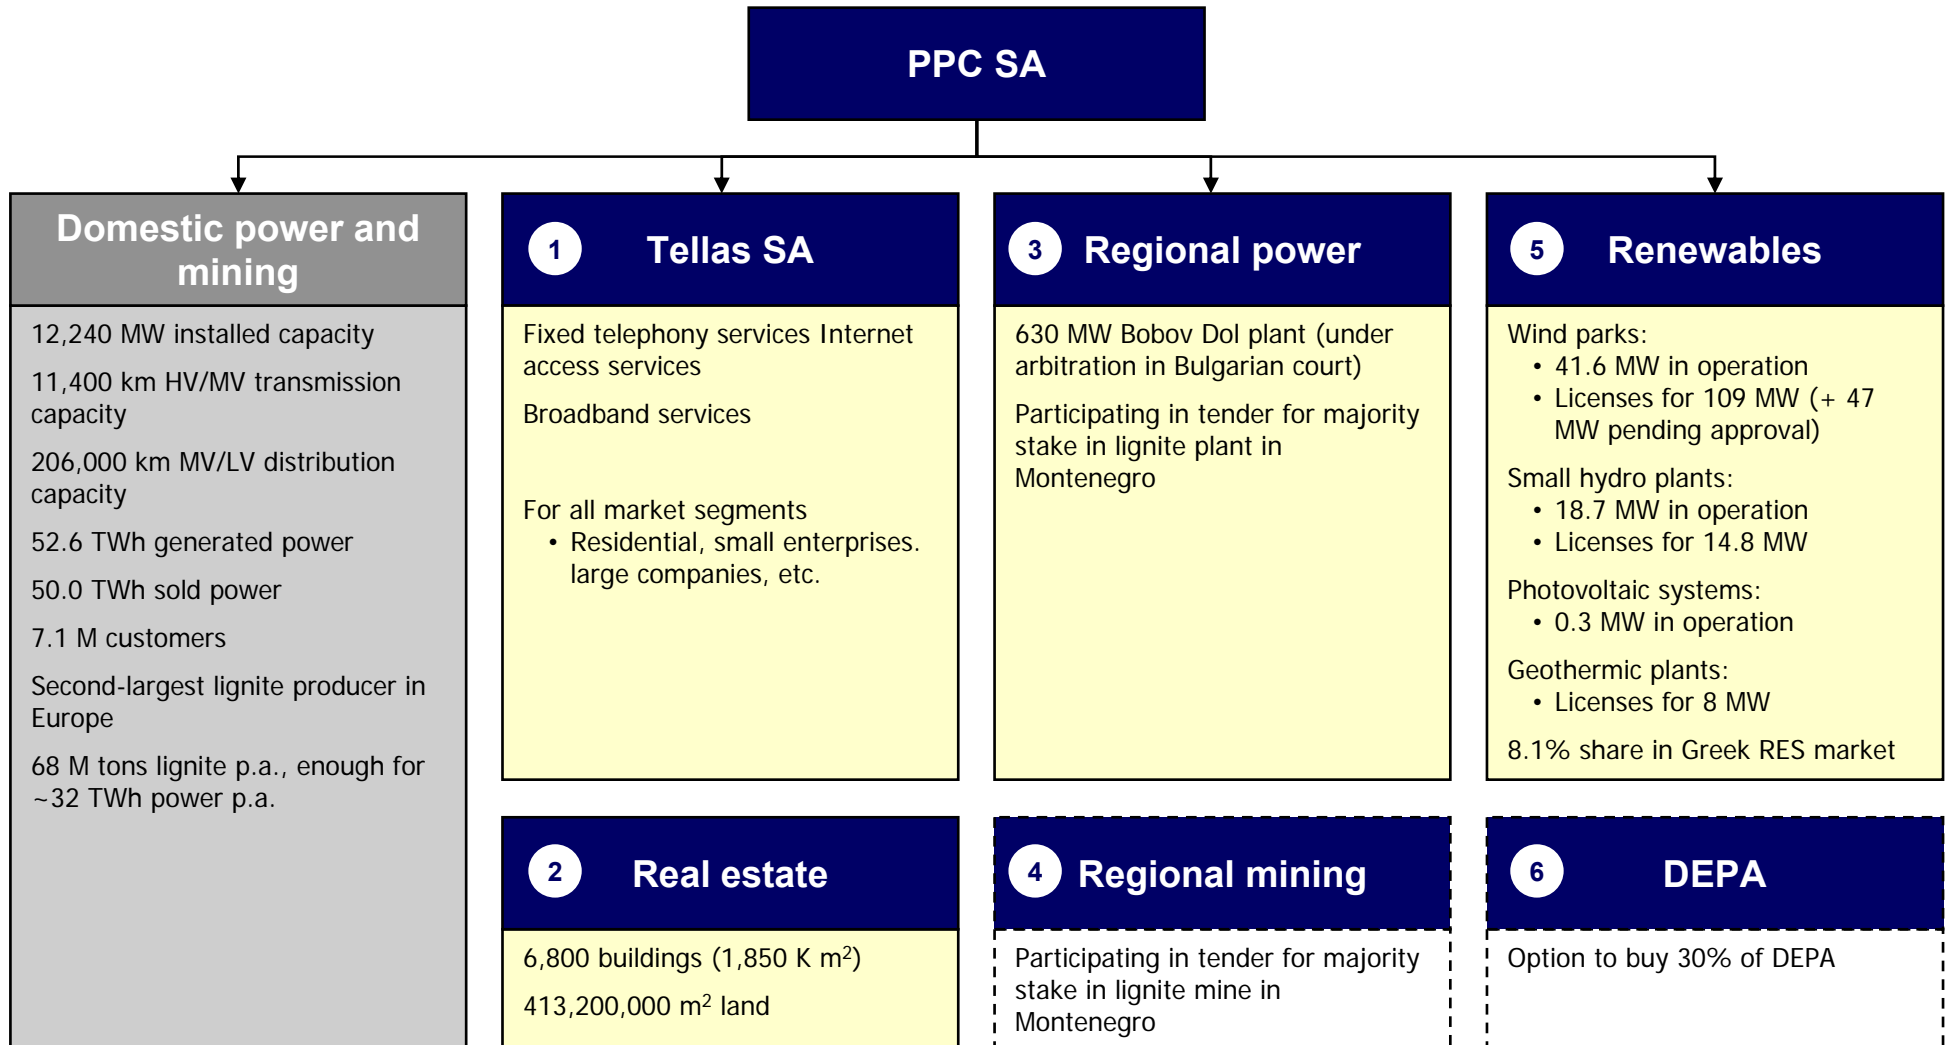 PPC SA
Domestic power and
mining
12,240 MW installed capacity
11,400 km HV/MV transmission
capacity
206,000 km MV/LV distribution
capacity
52.6 TWh generated power
50.0 TWh sold power
7.1 M customers
Second-largest lignite producer in
Europe
68 M tons lignite p.a., enough for
~32 TWh power p.a.
1 Tellas SA
Fixed telephony services Internet
access services
Broadband services
For all market segments
• Residential, small enterprises.
large companies, etc.
2 Real estate
6,800 buildings (1,850 K m²)
413,200,000 m² land
3 Regional power
630 MW Bobov Dol plant (under
arbitration in Bulgarian court)
Participating in tender for majority
stake in lignite plant in
Montenegro
4 Regional mining
Participating in tender for majority
stake in lignite mine in
Montenegro
5 Renewables
Wind parks:
• 41.6 MW in operation
• Licenses for 109 MW (+ 47
MW pending approval)
Small hydro plants:
• 18.7 MW in operation
• Licenses for 14.8 MW
Photovoltaic systems:
• 0.3 MW in operation
Geothermic plants:
• Licenses for 8 MW
8.1% share in Greek RES market
6 DEPA
Option to buy 30% of DEPA